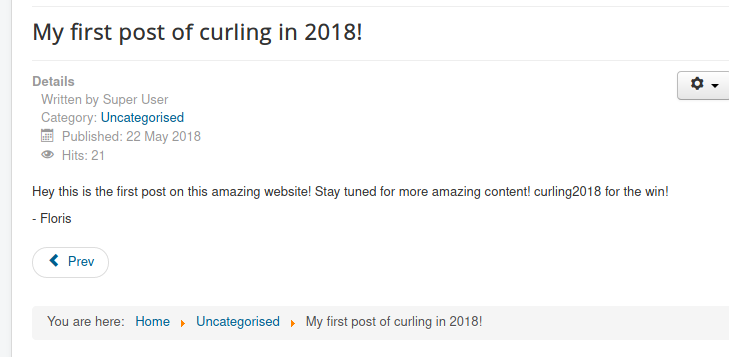 My first post of curling in 2018!
Details
Written by Super User
Category: Uncategorised
Published: 22 May 2018
Hits: 21
Hey this is the first post on this amazing website! Stay tuned for more amazing content! curling2018 for the win!
- Floris
Prev
You are here: Home Uncategorised My first post of curling in 2018!